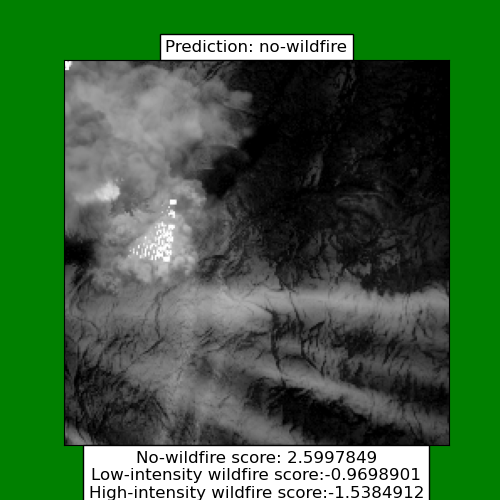 Prediction: no-wildfire
No-wildfire score: 2.5997849
Low-intensity wildfire score:-0.9698901
High-intensity wildfire score:-1.5384912